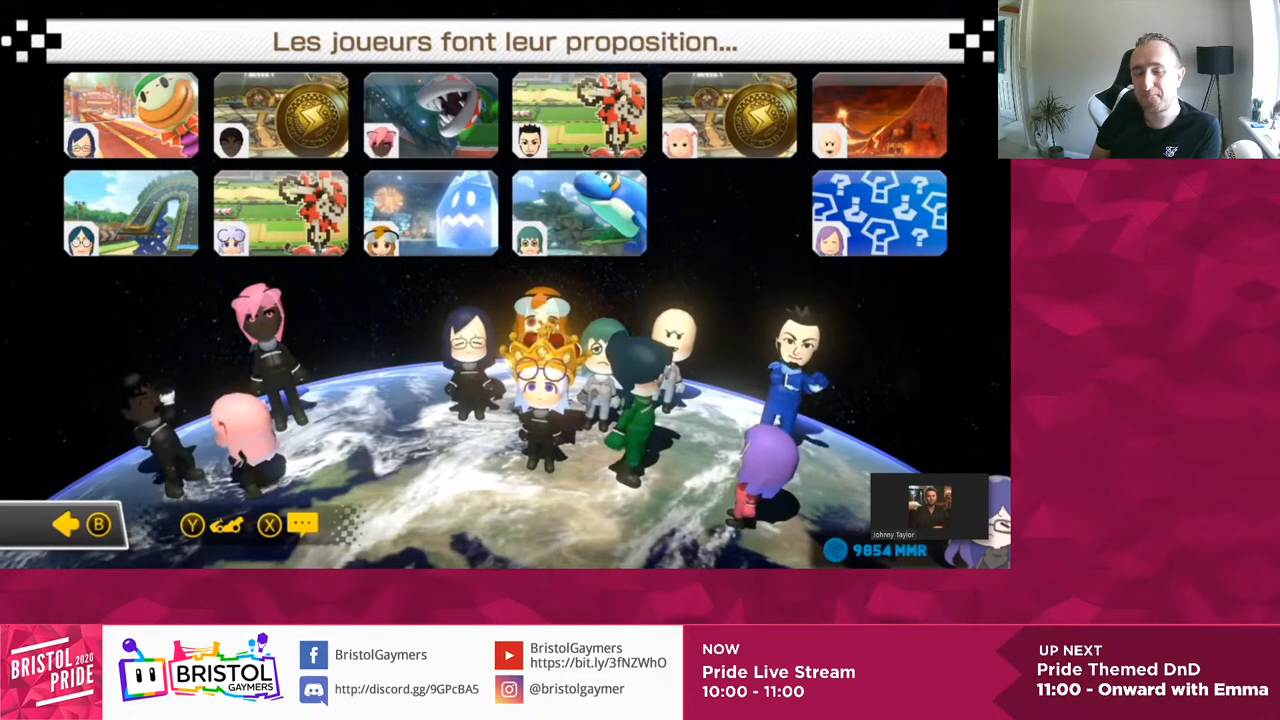 Les joueurs font leur proposition...
B
Y
X
Johnny Taylor
9854 MMR
BRISTOL
2020
PRIDE
BRISTOL
GAYMERS
BristolGaymers
http://discord.gg/9GPcBA5
BristolGaymers
https://bit.ly/3fNZWhO
@bristolgaymer
NOW
Pride Live Stream
10:00 - 11:00
UP NEXT
Pride Themed DnD
11:00 - Onward with Emma